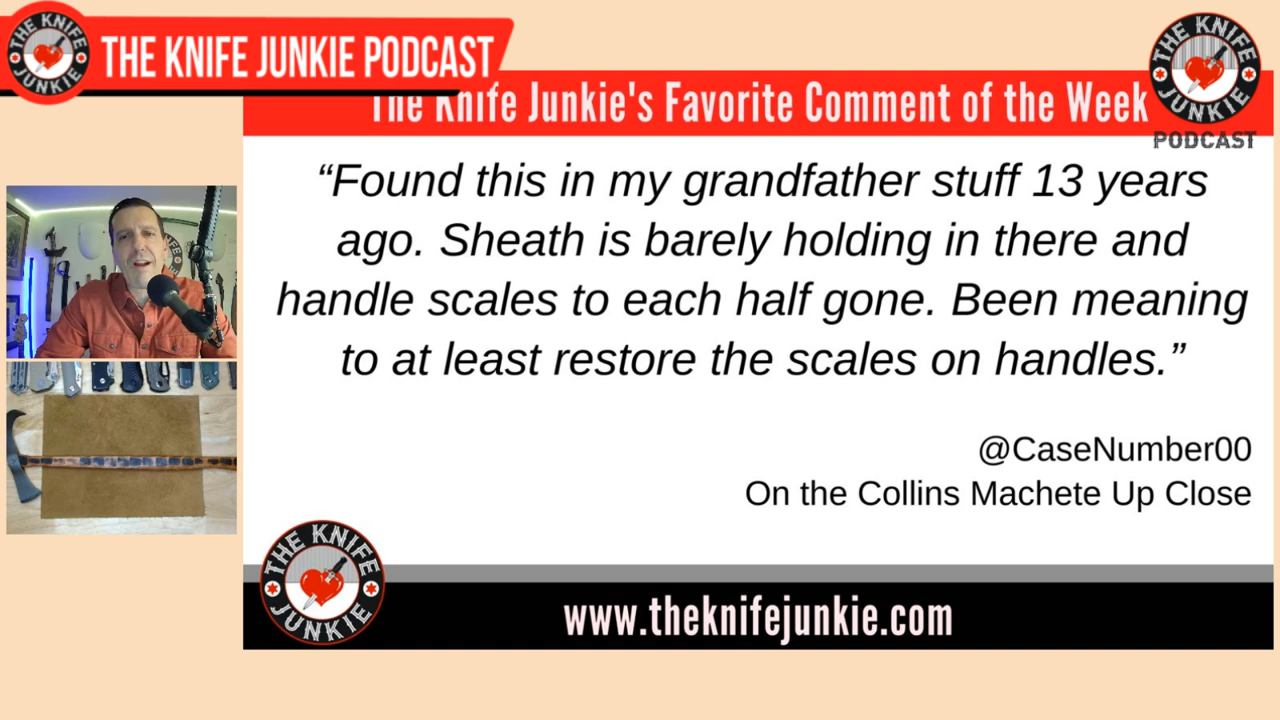 THE KNIFE JUNKIE
THE KNIFE JUNKIE PODCAST
THE KNIFE JUNKIE
PODCAST
The Knife Junkie's Favorite Comment of the Week
“Found this in my grandfather stuff 13 years
ago. Sheath is barely holding in there and
handle scales to each half gone. Been meaning
to at least restore the scales on handles.”
@CaseNumber00
On the Collins Machete Up Close
THE KNIFE JUNKIE
www.theknifejunkie.com